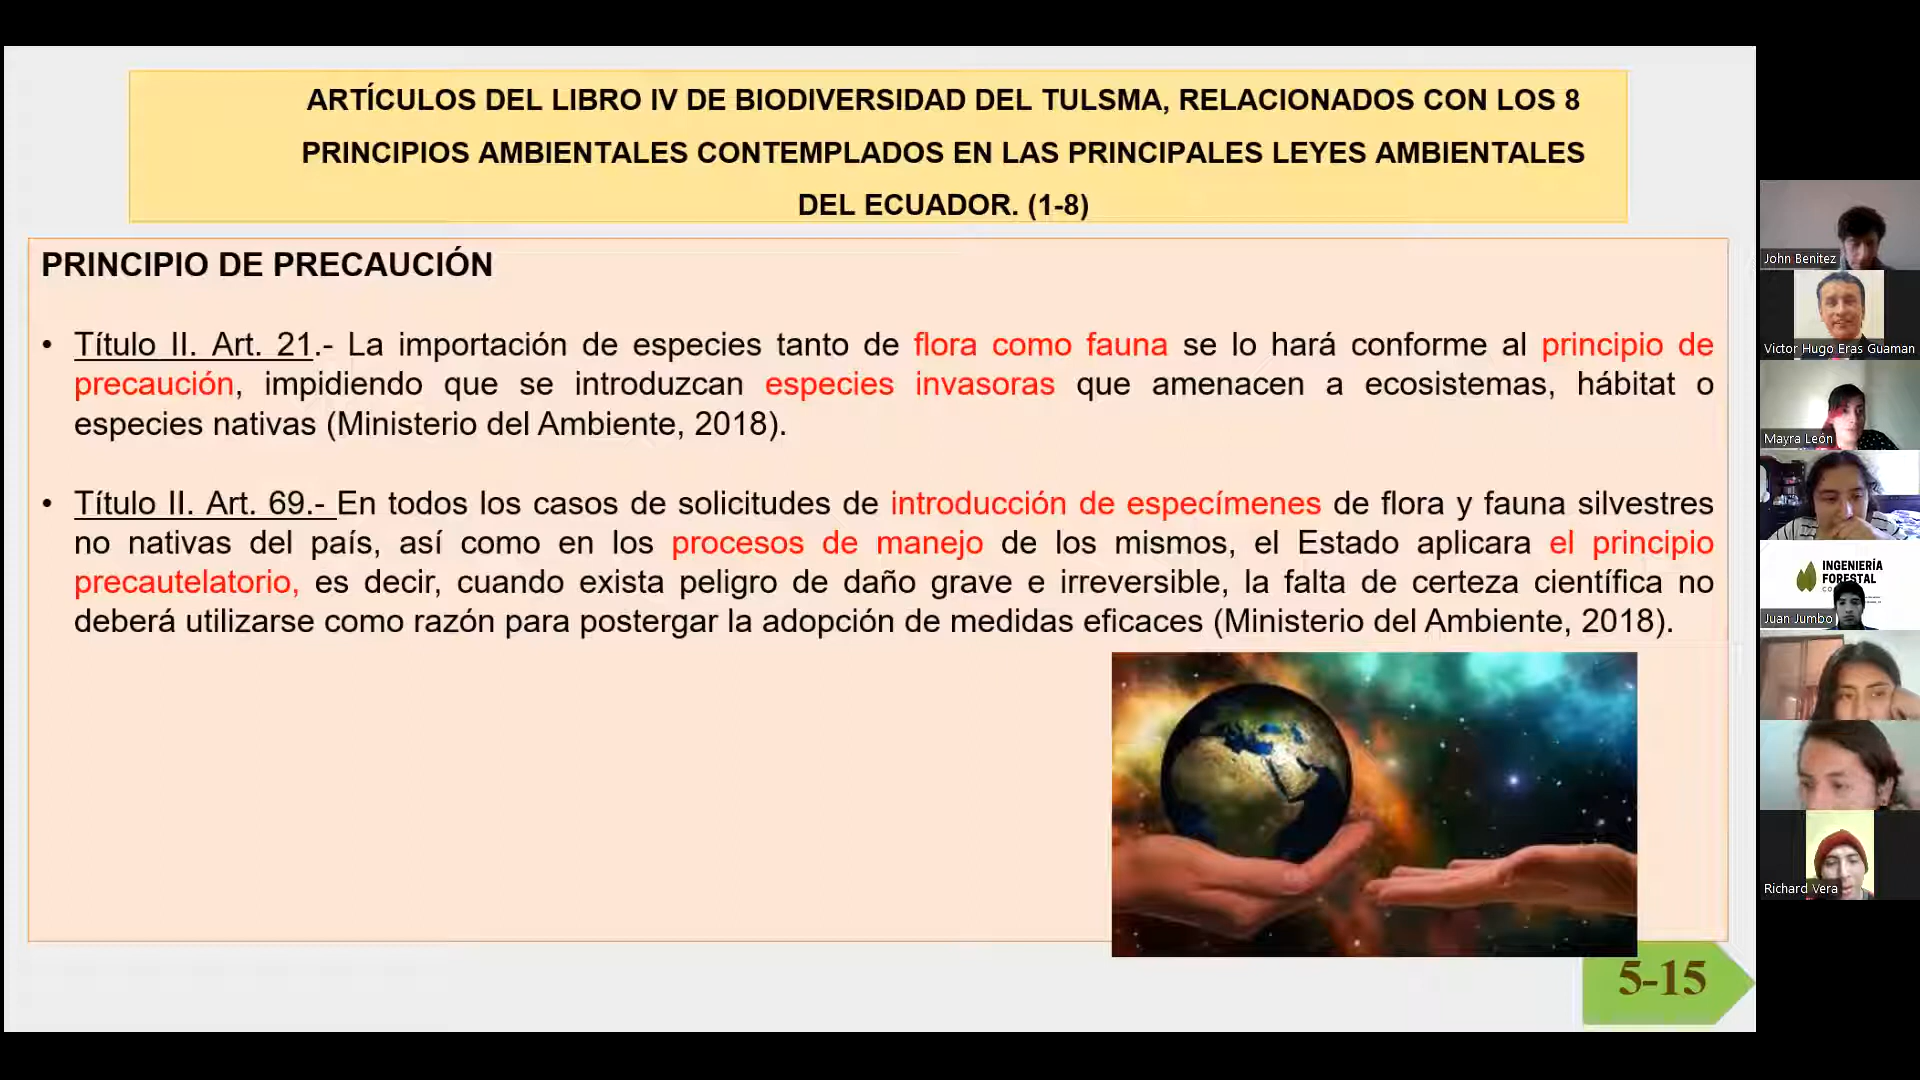 ARTÍCULOS DEL LIBRO IV DE BIODIVERSIDAD DEL TULSMA, RELACIONADOS CON LOS 8
PRINCIPIOS AMBIENTALES CONTEMPLADOS EN LAS PRINCIPALES LEYES AMBIENTALES
DEL ECUADOR. (1-8)
PRINCIPIO DE PRECAUCIÓN
• Título II. Art. 21.- La importación de especies tanto de flora como fauna se lo hará conforme al principio de
precaución, impidiendo que se introduzcan especies invasoras que amenacen a ecosistemas, hábitat o
especies nativas (Ministerio del Ambiente, 2018).
• Título II. Art. 69.- En todos los casos de solicitudes de introducción de especímenes de flora y fauna silvestres
no nativas del país, así como en los procesos de manejo de los mismos, el Estado aplicara el principio
precautelatorio, es decir, cuando exista peligro de daño grave e irreversible, la falta de certeza científica no
deberá utilizarse como razón para postergar la adopción de medidas eficaces (Ministerio del Ambiente, 2018).
5-15
John Benitez
Victor Hugo Eras Guaman
Mayra León
INGENIERÍA
FORESTAL
Juan Jumbo
Richard Vera